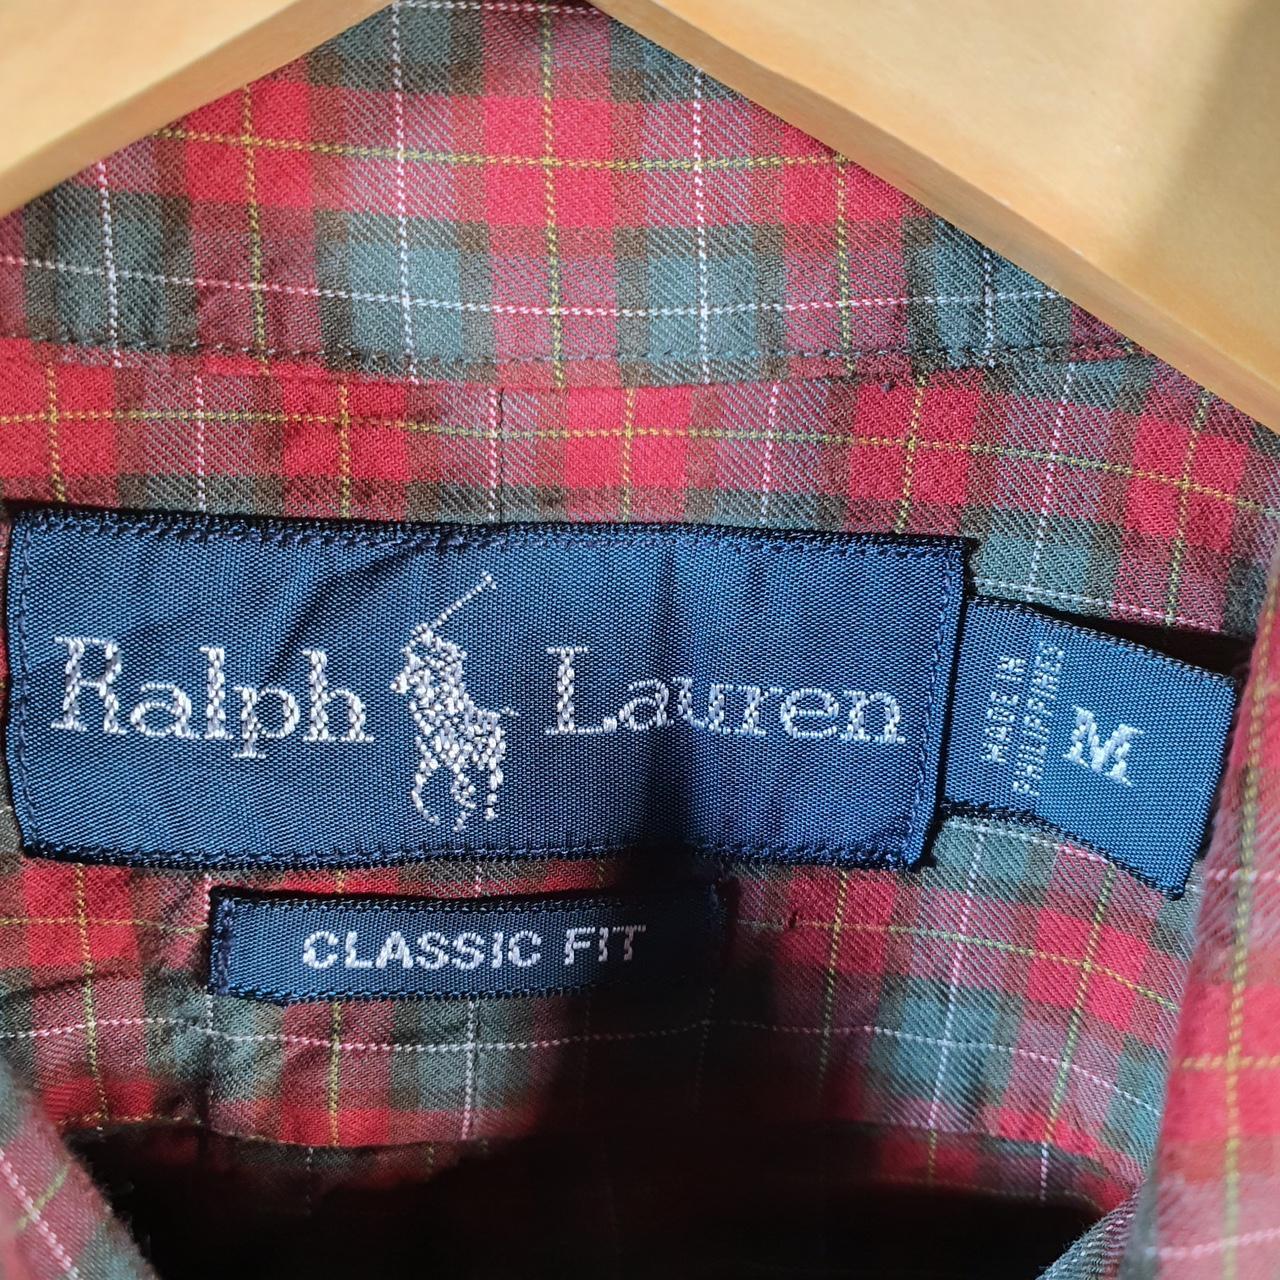 Ralph Lauren
MADE IN
PHILIPPINES
M
CLASSIC FIT